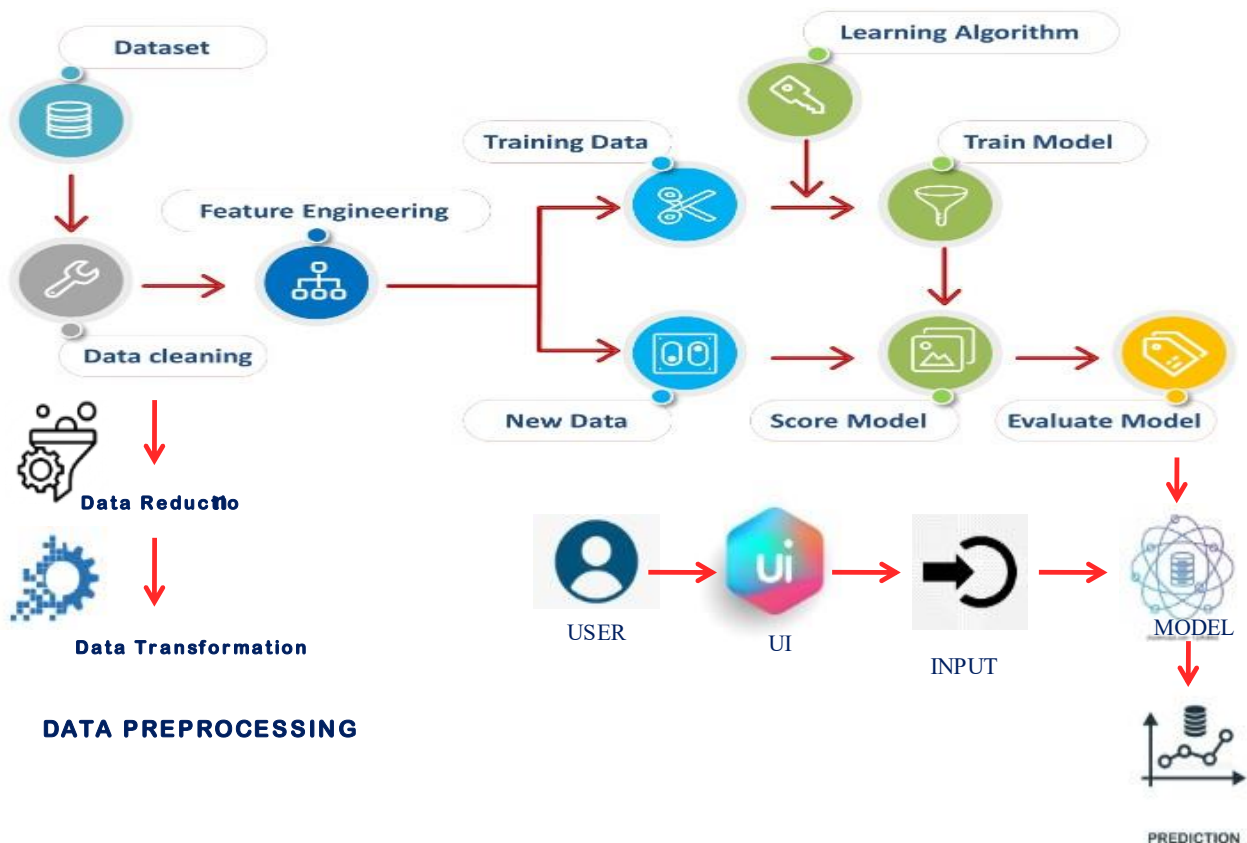 Dataset
Learning Algorithm
Training Data
Train Model
Feature Engineering
Data cleaning
New Data
Score Model
Evaluate Model
Data Reductio
Ui
USER
UI
INPUT
MODEL
Data Transformation
DATA PREPROCESSING
PREDICTION